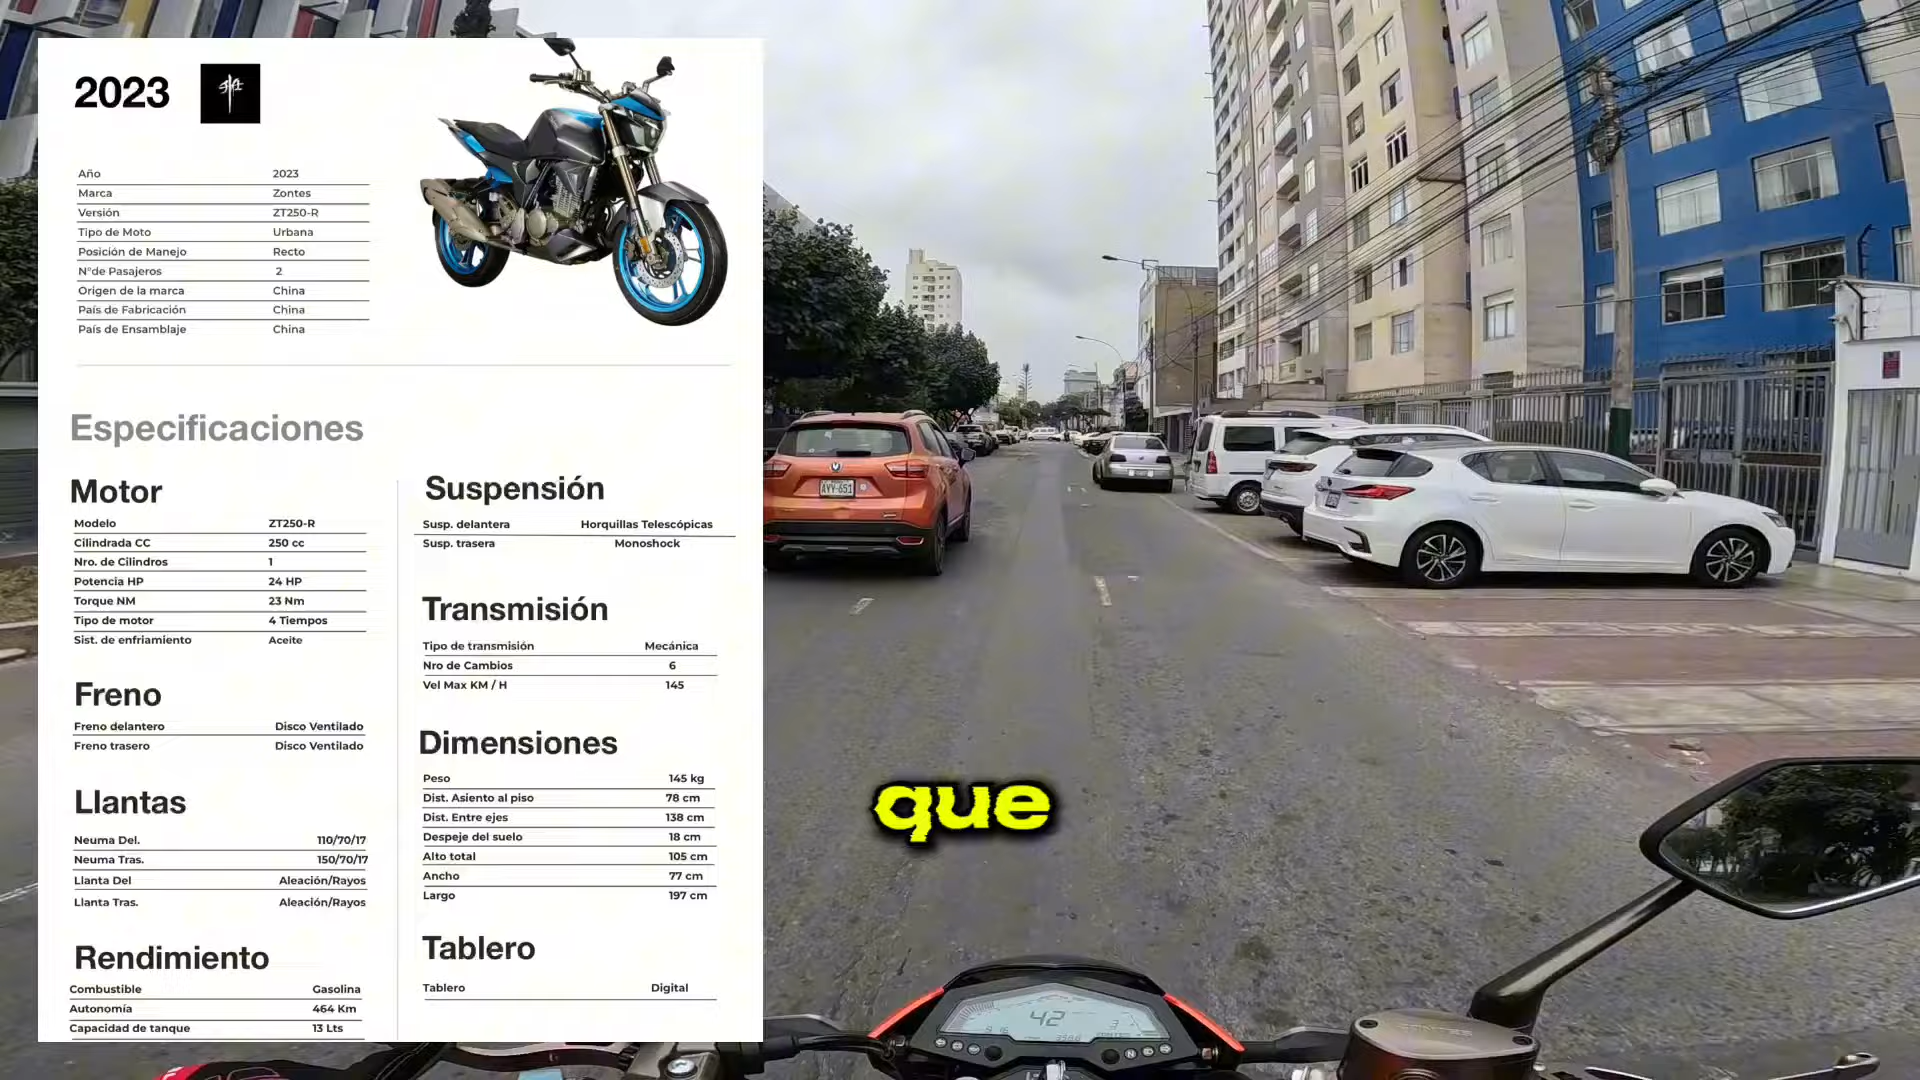 2023
Año 2023
Marca Zontes
Versión ZT250-R
Tipo de Moto Urbana
Posición de Manejo Recto
N°de Pasajeros 2
Origen de la marca China
País de Fabricación China
País de Ensamblaje China
Especificaciones
Motor
Modelo ZT250-R
Cilindrada CC 250 cc
Nro. de Cilindros 1
Potencia HP 24 HP
Torque NM 23 Nm
Tipo de motor 4 Tiempos
Sist. de enfriamiento Aceite
Freno
Freno delantero Disco Ventilado
Freno trasero Disco Ventilado
Llantas
Neuma Del. 110/70/17
Neuma Tras. 150/70/17
Llanta Del Aleación/Rayos
Llanta Tras. Aleación/Rayos
Rendimiento
Combustible Gasolina
Autonomía 464 Km
Capacidad de tanque 13 Lts
Suspensión
Susp. delantera Horquillas Telescópicas
Susp. trasera Monoshock
Transmisión
Tipo de transmisión Mecánica
Nro de Cambios 6
Vel Max KM / H 145
Dimensiones
Peso 145 kg
Dist. Asiento al piso 78 cm
Dist. Entre ejes 138 cm
Despeje del suelo 18 cm
Alto total 105 cm
Ancho 77 cm
Largo 197 cm
Tablero
Tablero Digital
AVY-651
que
42
N